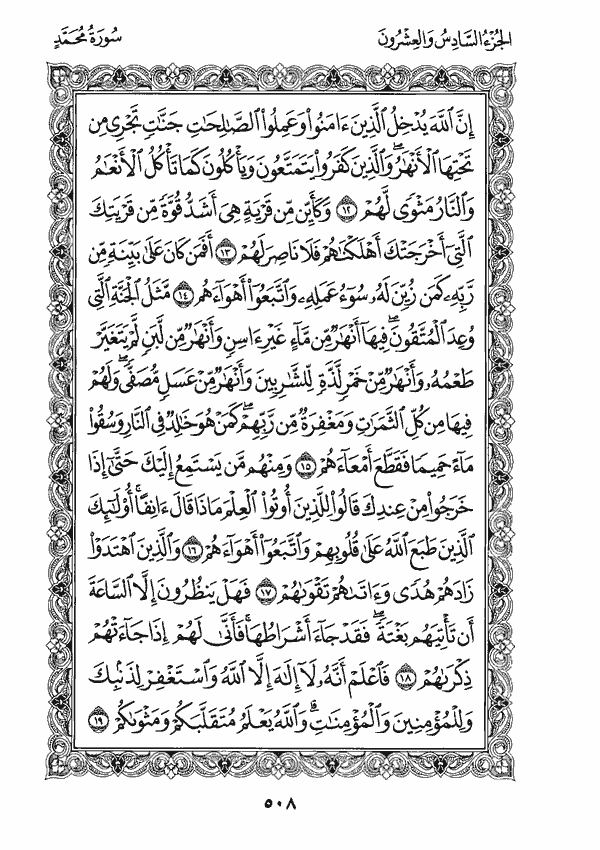 الجُزْءُ السَّادِسُ وَالعِشْرُونَ
سُورَةُ مُحَمَّدٍ
إِنَّ ٱللَّهَ يُدْخِلُ ٱلَّذِينَ ءَامَنُوا۟ وَعَمِلُوا۟ ٱلصَّـٰلِحَـٰتِ جَنَّـٰتٍ تَجْرِى مِن
تَحْتِهَا ٱلْأَنْهَـٰرُ ۖ وَٱلَّذِينَ كَفَرُوا۟ يَتَمَتَّعُونَ وَيَأْكُلُونَ كَمَا تَأْكُلُ ٱلْأَنْعَـٰمُ
وَٱلنَّارُ مَثْوًى لَّهُمْ ١٢ وَكَأَيِّن مِّن قَرْيَةٍ هِىَ أَشَدُّ قُوَّةً مِّن قَرْيَتِكَ
ٱلَّتِىٓ أَخْرَجَتْكَ أَهْلَكْنَـٰهُمْ فَلَا نَاصِرَ لَهُمْ ١٣ أَفَمَن كَانَ عَلَىٰ بَيِّنَةٍ مِّن
رَّبِّهِۦ كَمَن زُيِّنَ لَهُۥ سُوٓءُ عَمَلِهِۦ وَٱتَّبَعُوٓا۟ أَهْوَآءَهُم ١٤ مَّثَلُ ٱلْجَنَّةِ ٱلَّتِى
وُعِدَ ٱلْمُتَّقُونَ ۖ فِيهَآ أَنْهَـٰرٌ مِّن مَّآءٍ غَيْرِ ءَاسِنٍ وَأَنْهَـٰرٌ مِّن لَّبَنٍ لَّمْ يَتَغَيَّرْ
طَعْمُهُۥ وَأَنْهَـٰرٌ مِّنْ خَمْرٍ لَّذَّةٍ لِّلشَّـٰرِبِينَ وَأَنْهَـٰرٌ مِّنْ عَسَلٍ مُّصَفًّى ۖ وَلَهُمْ
فِيهَا مِن كُلِّ ٱلثَّمَرَٰتِ وَمَغْفِرَةٌ مِّن رَّبِّهِمْ ۖ كَمَنْ هُوَ خَـٰلِدٌ فِى ٱلنَّارِ وَسُقُوا۟
مَآءً حَمِيمًا فَقَطَّعَ أَمْعَآءَهُمْ ١٥ وَمِنْهُم مَّن يَسْتَمِعُ إِلَيْكَ حَتَّىٰٓ إِذَا
خَرَجُوا۟ مِنْ عِندِكَ قَالُوا۟ لِلَّذِينَ أُوتُوا۟ ٱلْعِلْمَ مَاذَا قَالَ ءَانِفًا ۚ أُو۟لَـٰٓئِكَ
ٱلَّذِينَ طَبَعَ ٱللَّهُ عَلَىٰ قُلُوبِهِمْ وَٱتَّبَعُوٓا۟ أَهْوَآءَهُمْ ١٦ وَٱلَّذِينَ ٱهْتَدَوْا۟
زَادَهُمْ هُدًى وَءَاتَىٰهُمْ تَقْوَىٰهُمْ ١٧ فَهَلْ يَنظُرُونَ إِلَّا ٱلسَّاعَةَ
أَن تَأْتِيَهُم بَغْتَةً ۖ فَقَدْ جَآءَ أَشْرَاطُهَا ۚ فَأَنَّىٰ لَهُمْ إِذَا جَآءَتْهُمْ
ذِكْرَىٰهُمْ ١٨ فَٱعْلَمْ أَنَّهُۥ لَآ إِلَـٰهَ إِلَّا ٱللَّهُ وَٱسْتَغْفِرْ لِذَنۢبِكَ
وَلِلْمُؤْمِنِينَ وَٱلْمُؤْمِنَـٰتِ ۗ وَٱللَّهُ يَعْلَمُ مُتَقَلَّبَكُمْ وَمَثْوَىٰكُمْ ١٩
٥٠٨